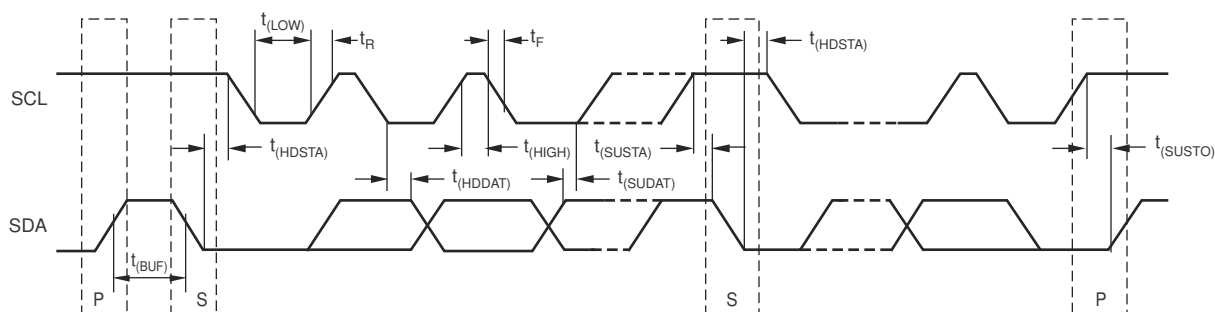 t(LOW)
tR
tF
t(HDSTA)
SCL
t(HDSTA)
t(HIGH)
t(SUSTA)
t(SUSTO)
t(HDDAT)
t(SUDAT)
SDA
t(BUF)
P
S
S
P